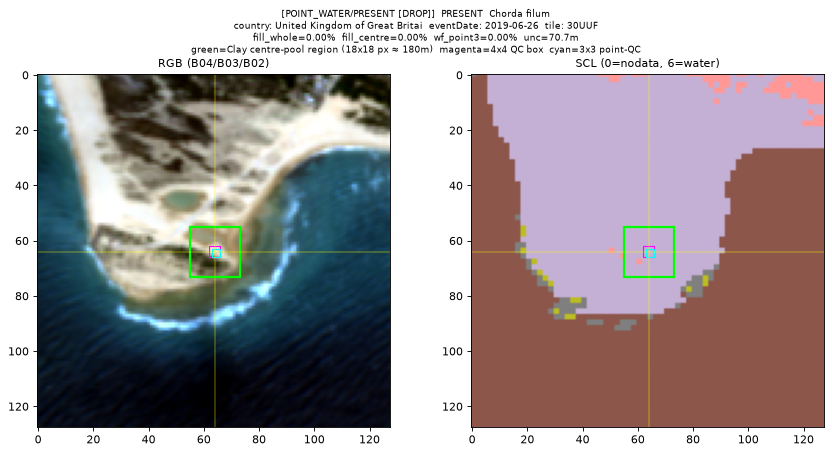 [POINT_WATER/PRESENT [DROP]]  PRESENT  Chorda filum
country: United Kingdom of Great Britai  eventDate: 2019-06-26  tile: 30UUF
fill_whole=0.00%  fill_centre=0.00%  wf_point3=0.00%  unc=70.7m
green=Clay centre-pool region (18x18 px ≈ 180m)  magenta=4x4 QC box  cyan=3x3 point-QC
RGB (B04/B03/B02)
SCL (0=nodata, 6=water)
0
20
40
60
80
100
120
0 20 40 60 80 100 120
0
20
40
60
80
100
120
0 20 40 60 80 100 120